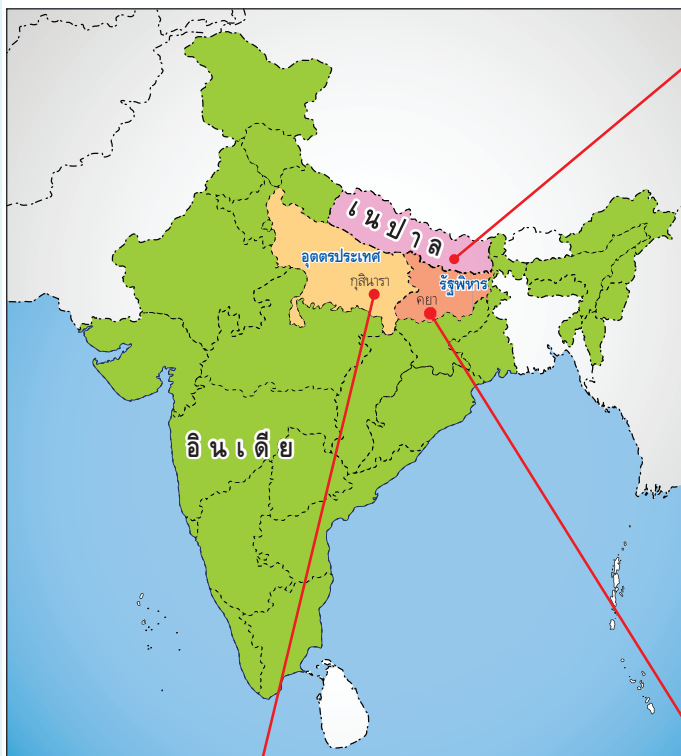 เนปาล
อุตตรประเทศ
กุสินารา
รัฐพิหาร
คยา
อินเดีย